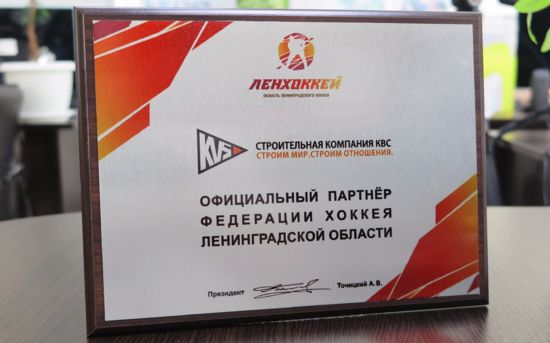 ЛЕНХОККЕЙ
ОБЛАСТЬ ЛЕНИНГРАДСКОГО ХОККЕЯ
KVS
СТРОИТЕЛЬНАЯ КОМПАНИЯ КВС
СТРОИМ МИР.СТРОИМ ОТНОШЕНИЯ.
ОФИЦИАЛЬНЫЙ ПАРТНЁР
ФЕДЕРАЦИИ ХОККЕЯ
ЛЕНИНГРАДСКОЙ ОБЛАСТИ
Президент Точицкий А. В.